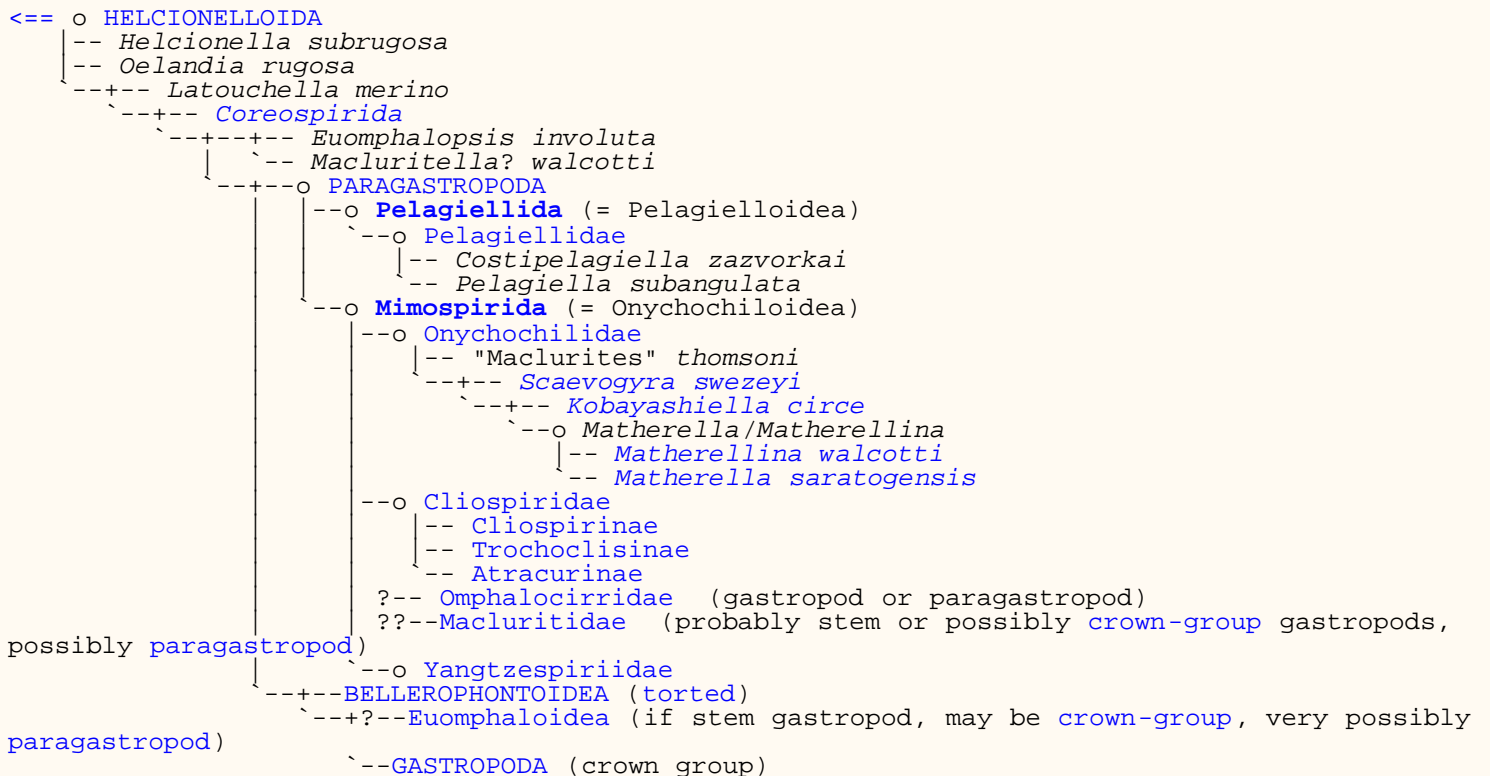 <== o HELCIONELLOIDA
|-- Helcionella subrugosa
|-- Oelandia rugosa
`--+-- Latouchella merino
`--+-- Coreospirida
`--+--+-- Euomphalopsis involuta
| `-- Macluritella? walcotti
`--+--o PARAGASTROPODA
| |--o Pelagiellida (= Pelagielloidea)
| | `--o Pelagiellidae
| | |-- Costipelagiella zazvorkai
| | `-- Pelagiella subangulata
| `--o Mimospirida (= Onychochiloidea)
| |--o Onychochilidae
| | |-- "Maclurites" thomsoni
| | `--+-- Scaevogyra swezeyi
| | `--+-- Kobayashiella circe
| | `--o Matherella/Matherellina
| | |-- Matherellina walcotti
| | `-- Matherella saratogensis
| |--o Cliospiridae
| | |-- Cliospirinae
| | |-- Trochoclisinae
| | `-- Atracurinae
| | ?-- Omphalocirridae (gastropod or paragastropod)
| | ??--Macluritidae (probably stem or possibly crown-group gastropods,
possibly paragastropod)
| `--o Yangtzespiriidae
`--+--BELLEROPHONTOIDEA (torted)
`--+?--Euomphaloidea (if stem gastropod, may be crown-group, very possibly
paragastropod)
`--GASTROPODA (crown group)